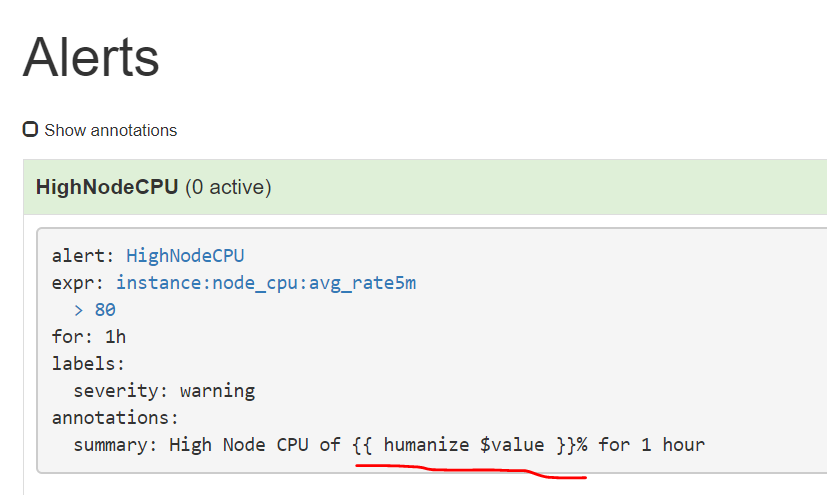 Alerts
Show annotations
HighNodeCPU (0 active)
alert: HighNodeCPU
expr: instance:node_cpu:avg_rate5m
  > 80
for: 1h
labels:
  severity: warning
annotations:
  summary: High Node CPU of {{ humanize $value }}% for 1 hour